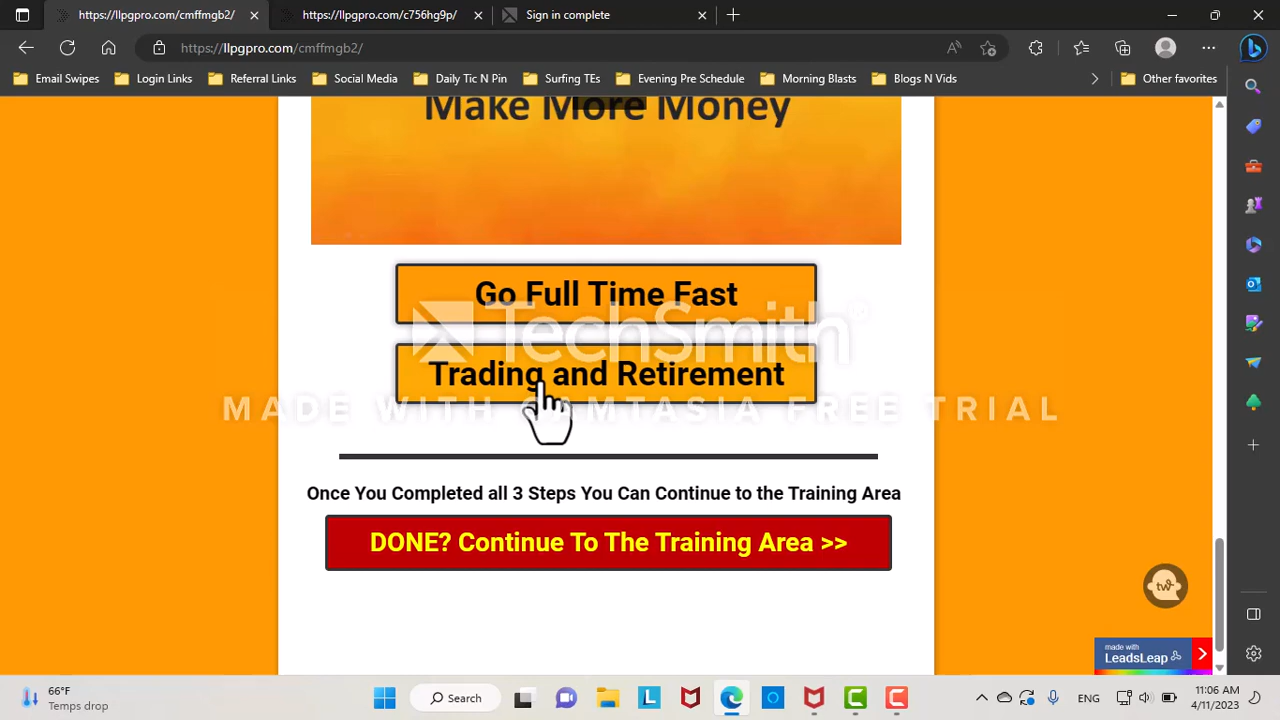 https://llpgpro.com/cmffmgb2/
https://llpgpro.com/c756hg9p/
Sign in complete
https://llpgpro.com/cmffmgb2/
Email Swipes
Login Links
Referral Links
Social Media
Daily Tic N Pin
Surfing TEs
Evening Pre Schedule
Morning Blasts
Blogs N Vids
Other favorites
Make More Money
Go Full Time Fast
TechSmith
Trading and Retirement
MADE WITH CAMTASIA FREE TRIAL
Once You Completed all 3 Steps You Can Continue to the Training Area
DONE? Continue To The Training Area >>
made with
LeadsLeap
66°F
Temps drop
Search
ENG
11:06 AM
4/11/2023